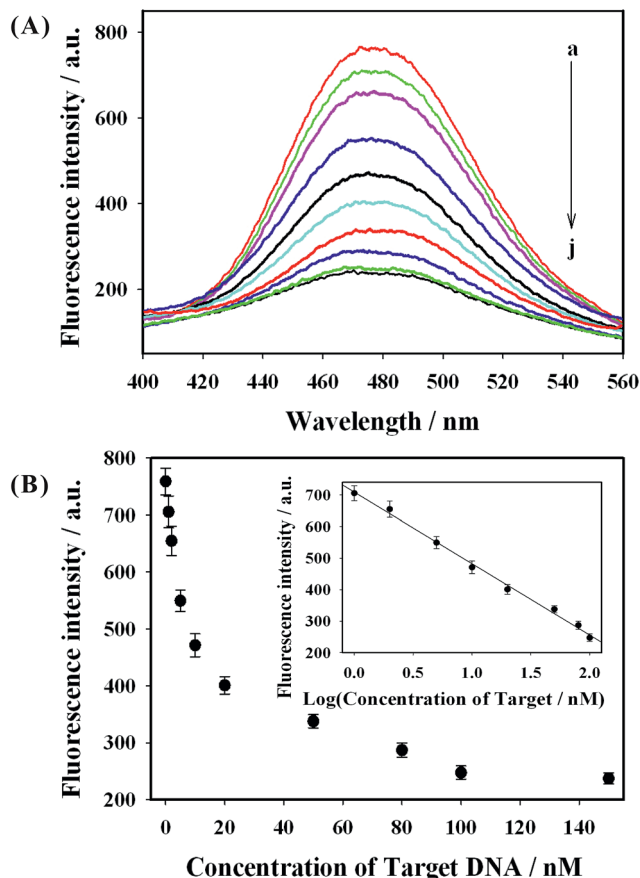 (A)
800
600
400
200
Fluorescence intensity / a.u.
a
j
400 420 440 460 480 500 520 540 560
Wavelength / nm
(B)
800
700
600
500
400
300
200
Fluorescence intensity / a.u.
700
600
500
400
300
200
Fluorescence intensity / a.u.
0.0 0.5 1.0 1.5 2.0
Log(Concentration of Target / nM)
0 20 40 60 80 100 120 140
Concentration of Target DNA / nM